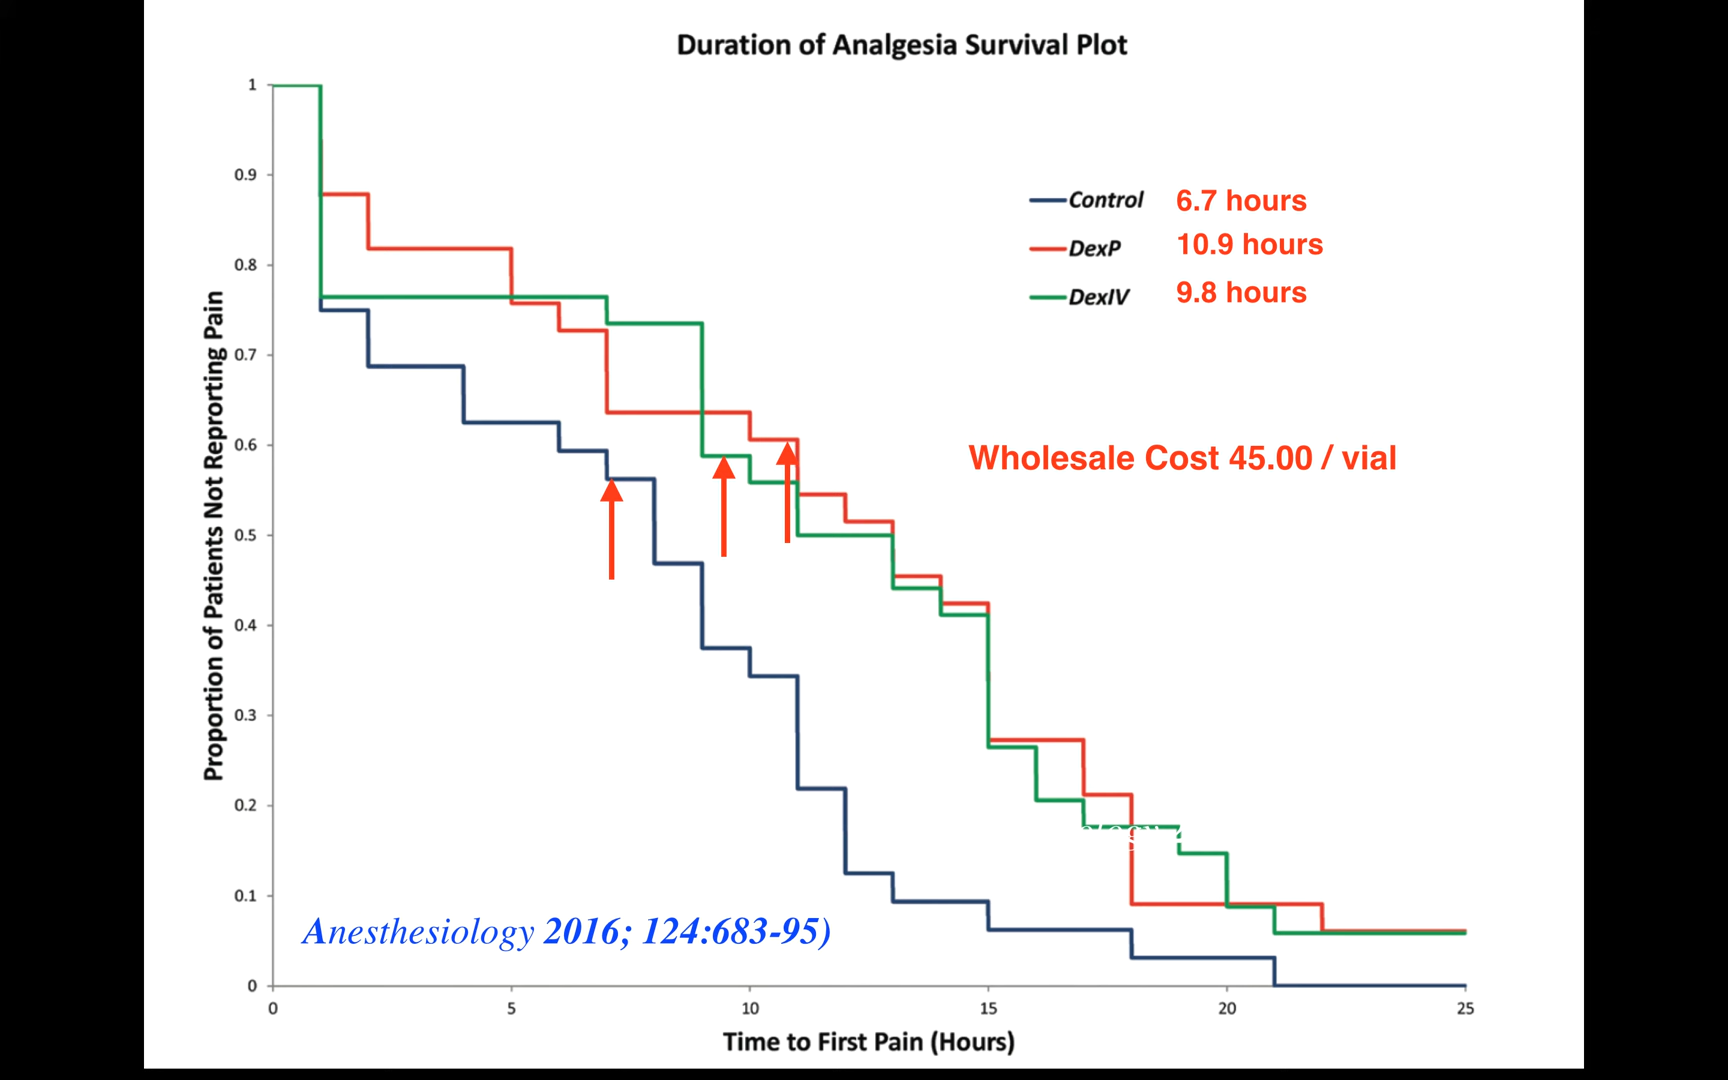 Duration of Analgesia Survival Plot
1
0.9
0.8
0.7
0.6
0.5
0.4
0.3
0.2
0.1
0
Proportion of Patients Not Reprorting Pain
Control 6.7 hours
DexP 10.9 hours
DexIV 9.8 hours
Wholesale Cost 45.00 / vial
Anesthesiology 2016; 124:683-95)
0 5 10 15 20 25
Time to First Pain (Hours)